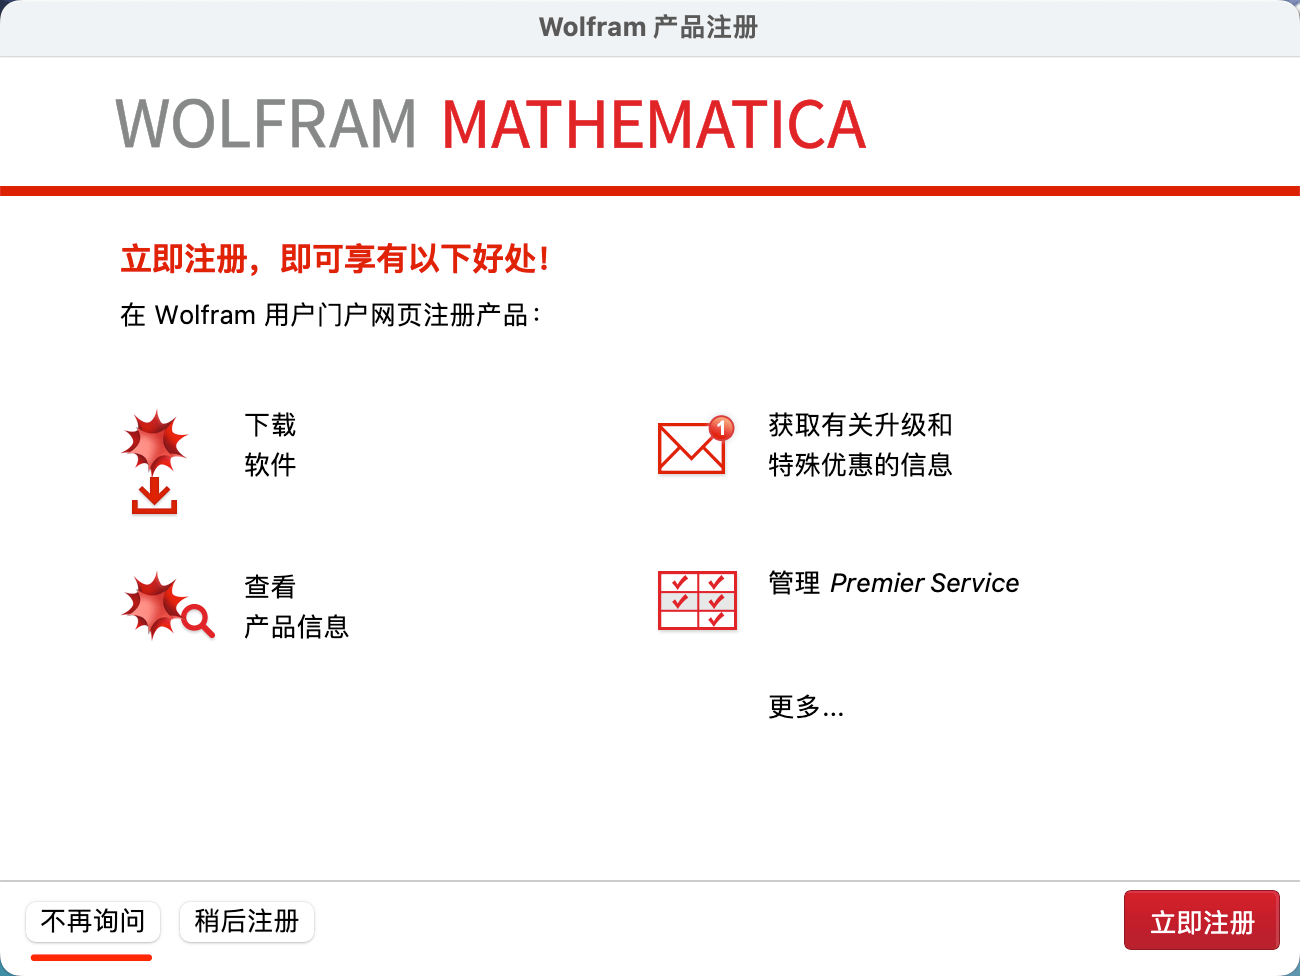 Wolfram 产品注册
WOLFRAM MATHEMATICA
立即注册，即可享有以下好处！
在 Wolfram 用户门户网页注册产品：
下载
软件
1
获取有关升级和
特殊优惠的信息
查看
产品信息
管理 Premier Service
更多...
不再询问
稍后注册
立即注册